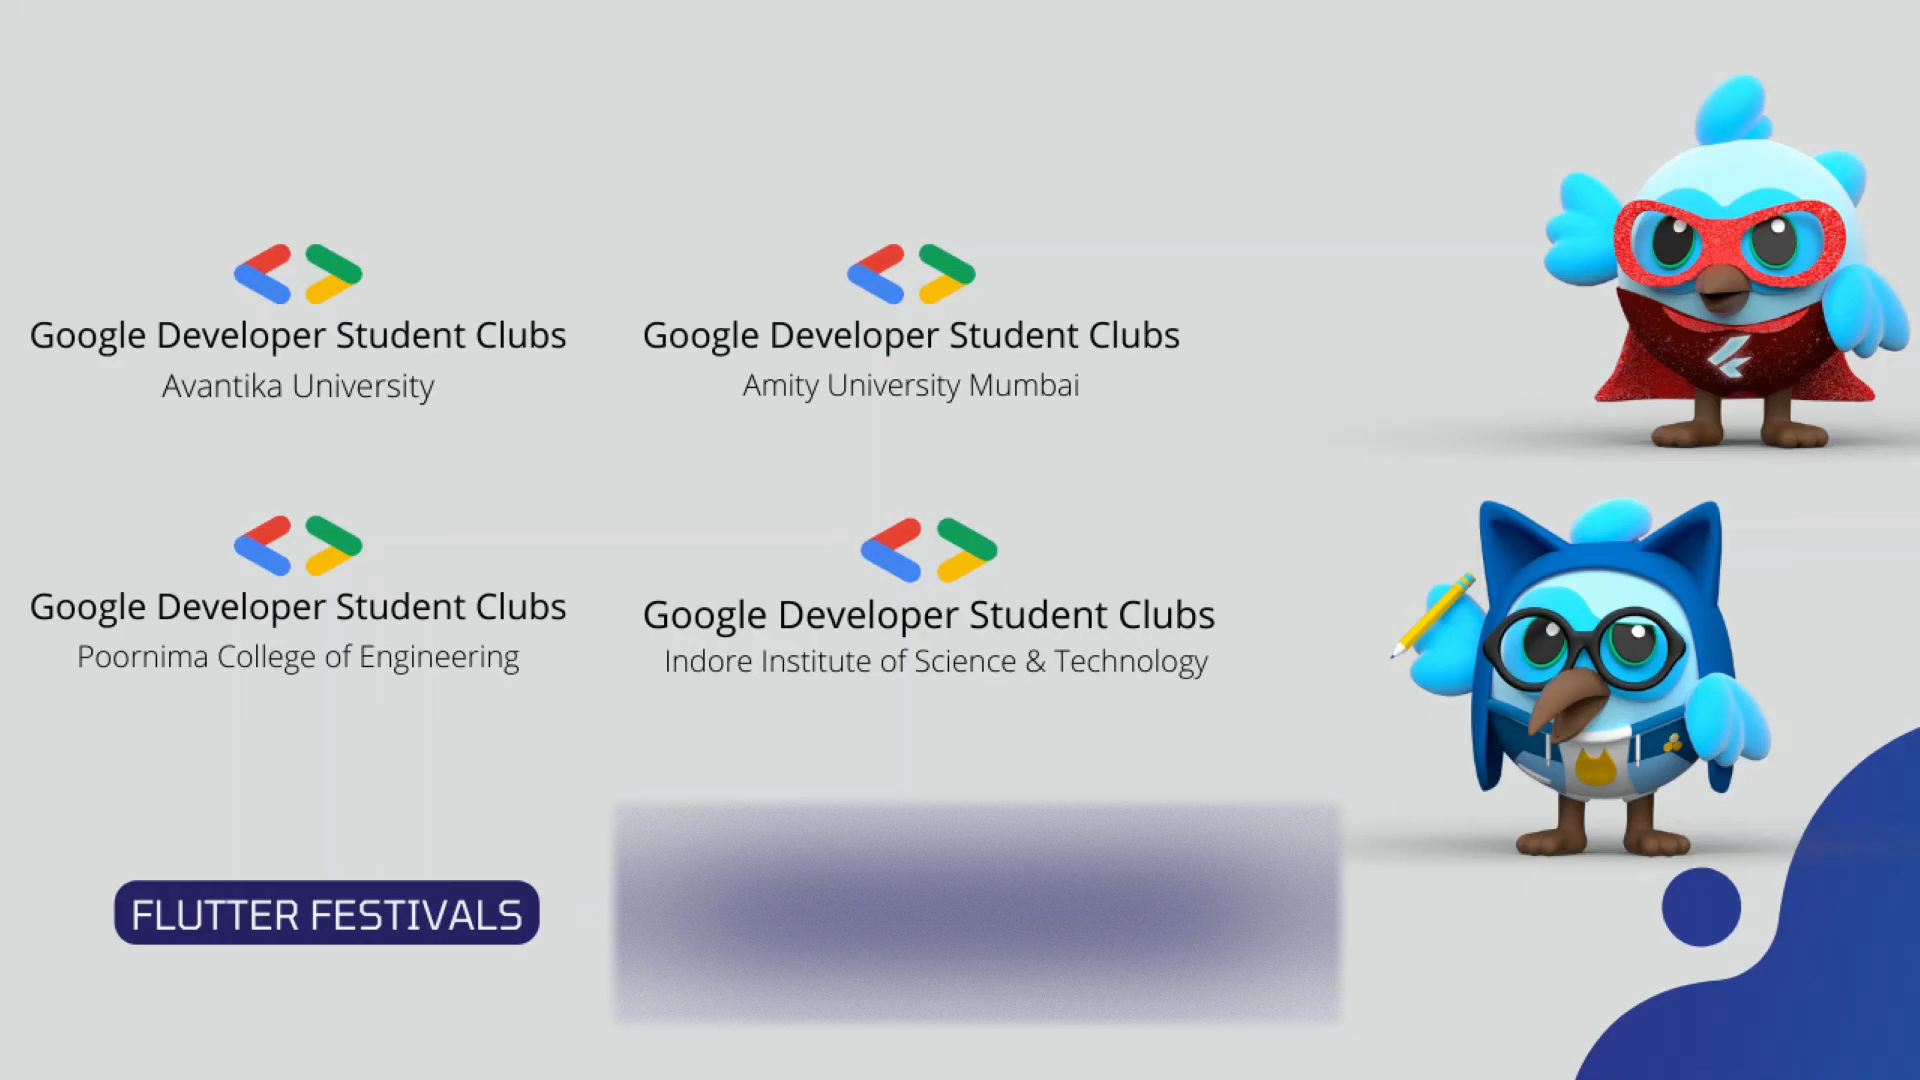 Google Developer Student Clubs
Avantika University
Google Developer Student Clubs
Amity University Mumbai
Google Developer Student Clubs
Poornima College of Engineering
Google Developer Student Clubs
Indore Institute of Science & Technology
FLUTTER FESTIVALS